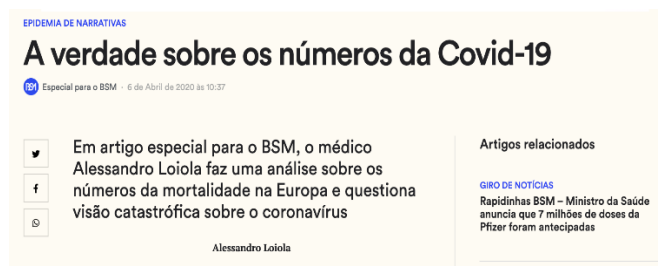 EPIDEMIA DE NARRATIVAS
A verdade sobre os números da Covid-19
BSM Especial para o BSM • 6 de Abril de 2020 às 10:37
Em artigo especial para o BSM, o médico
Alessandro Loiola faz uma análise sobre os
números da mortalidade na Europa e questiona
visão catastrófica sobre o coronavírus
Alessandro Loiola
Artigos relacionados
GIRO DE NOTÍCIAS
Rapidinhas BSM – Ministro da Saúde
anuncia que 7 milhões de doses da
Pfizer foram antecipadas